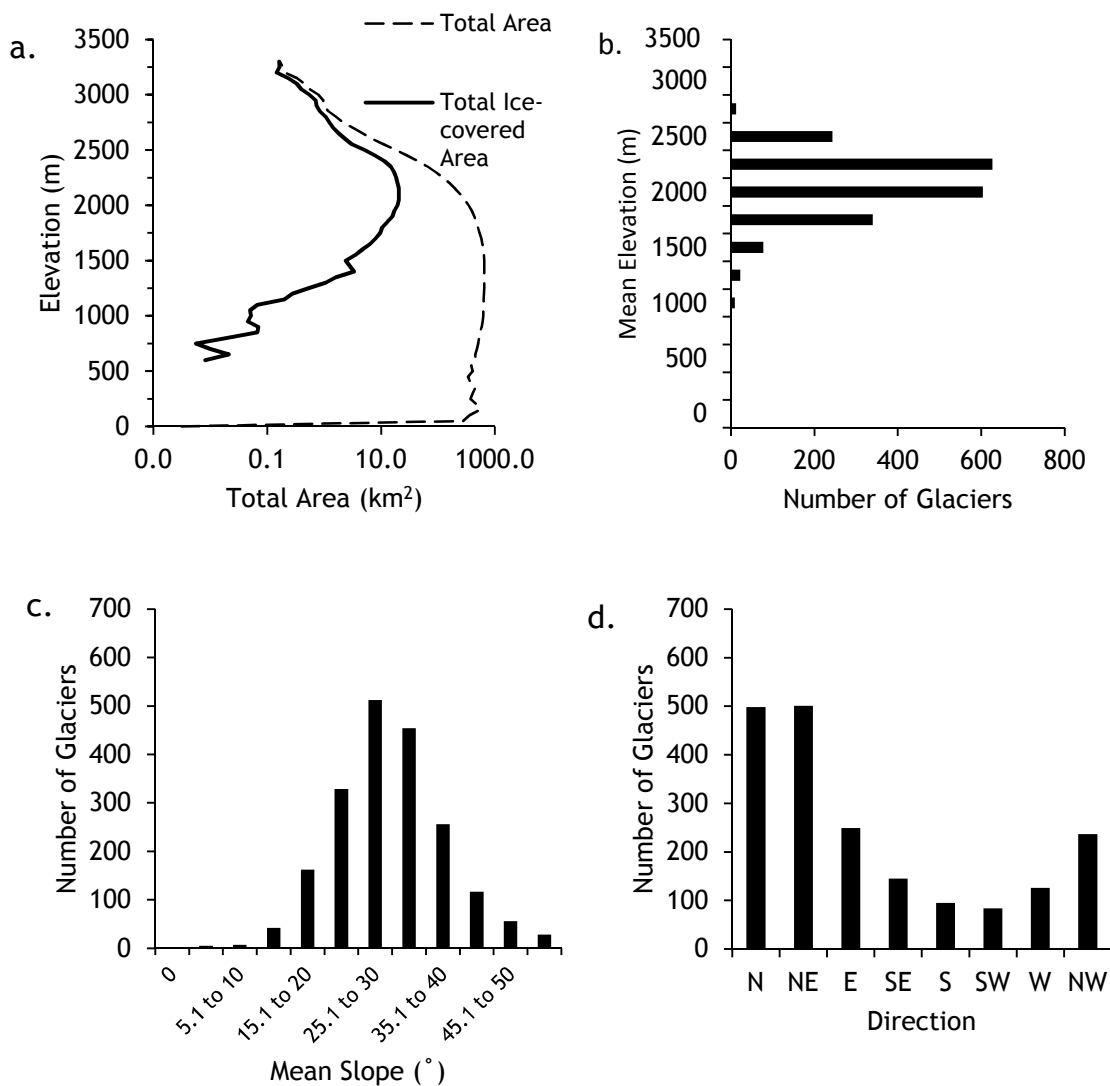 a.
Total Area
Total Ice-
covered
Area
3500
3000
2500
2000
1500
1000
500
0
Elevation (m)
0.0
0.1
10.0
1000.0
Total Area (km²)
b.
3500
3000
2500
2000
1500
1000
500
0
Mean Elevation (m)
0
200
400
600
800
Number of Glaciers
c.
700
600
500
400
300
200
100
0
Number of Glaciers
0
5.1 to 10
15.1 to 20
25.1 to 30
35.1 to 40
45.1 to 50
Mean Slope (˚)
d.
700
600
500
400
300
200
100
0
Number of Glaciers
N
NE
E
SE
S
SW
W
NW
Direction